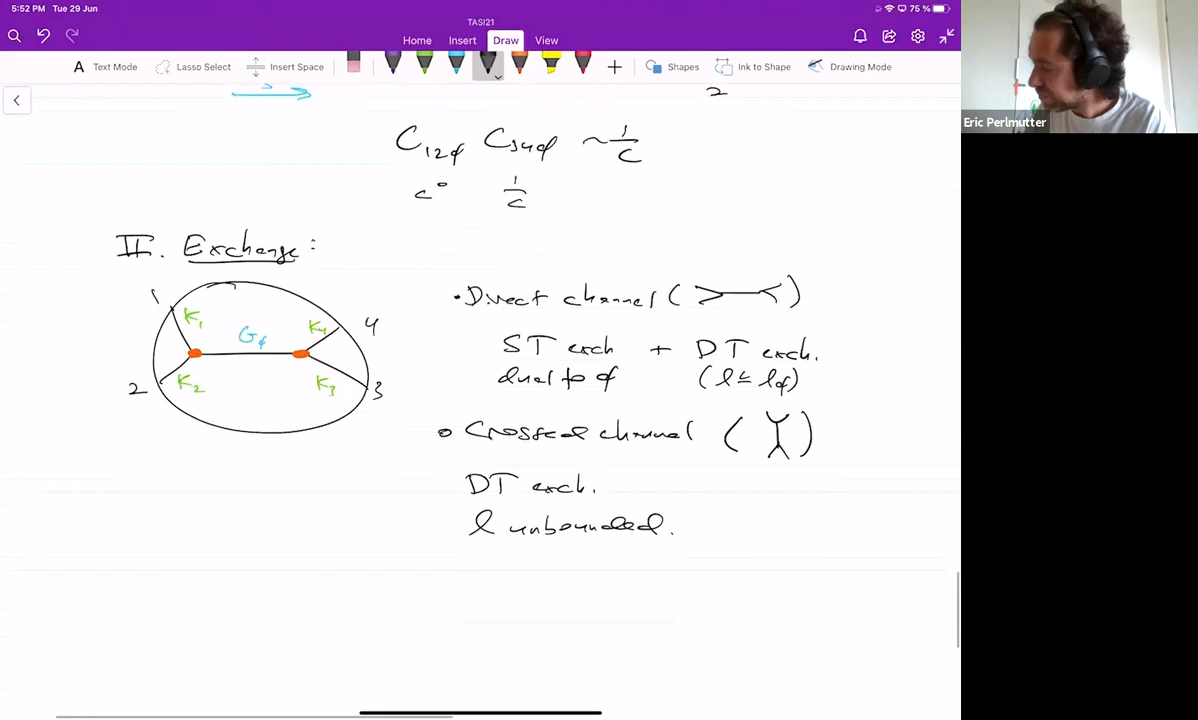 5:52 PM Tue 29 Jun
75 %
TASI21
Home Insert Draw View
Text Mode Lasso Select Insert Space Shapes Ink to Shape Drawing Mode
Eric Perlmutter
2
C₁₂φ C₃₄φ ~ 1/c
c⁰ 1/c
II. Exchange:
1 K₁ Gφ K₄ 4
2 K₂ K₃ 3
• Direct channel ( )
ST exch + DT exch.
dual to φ (l ≤ lφ)
• Crossed channel ( )
DT exch.
l unbounded.